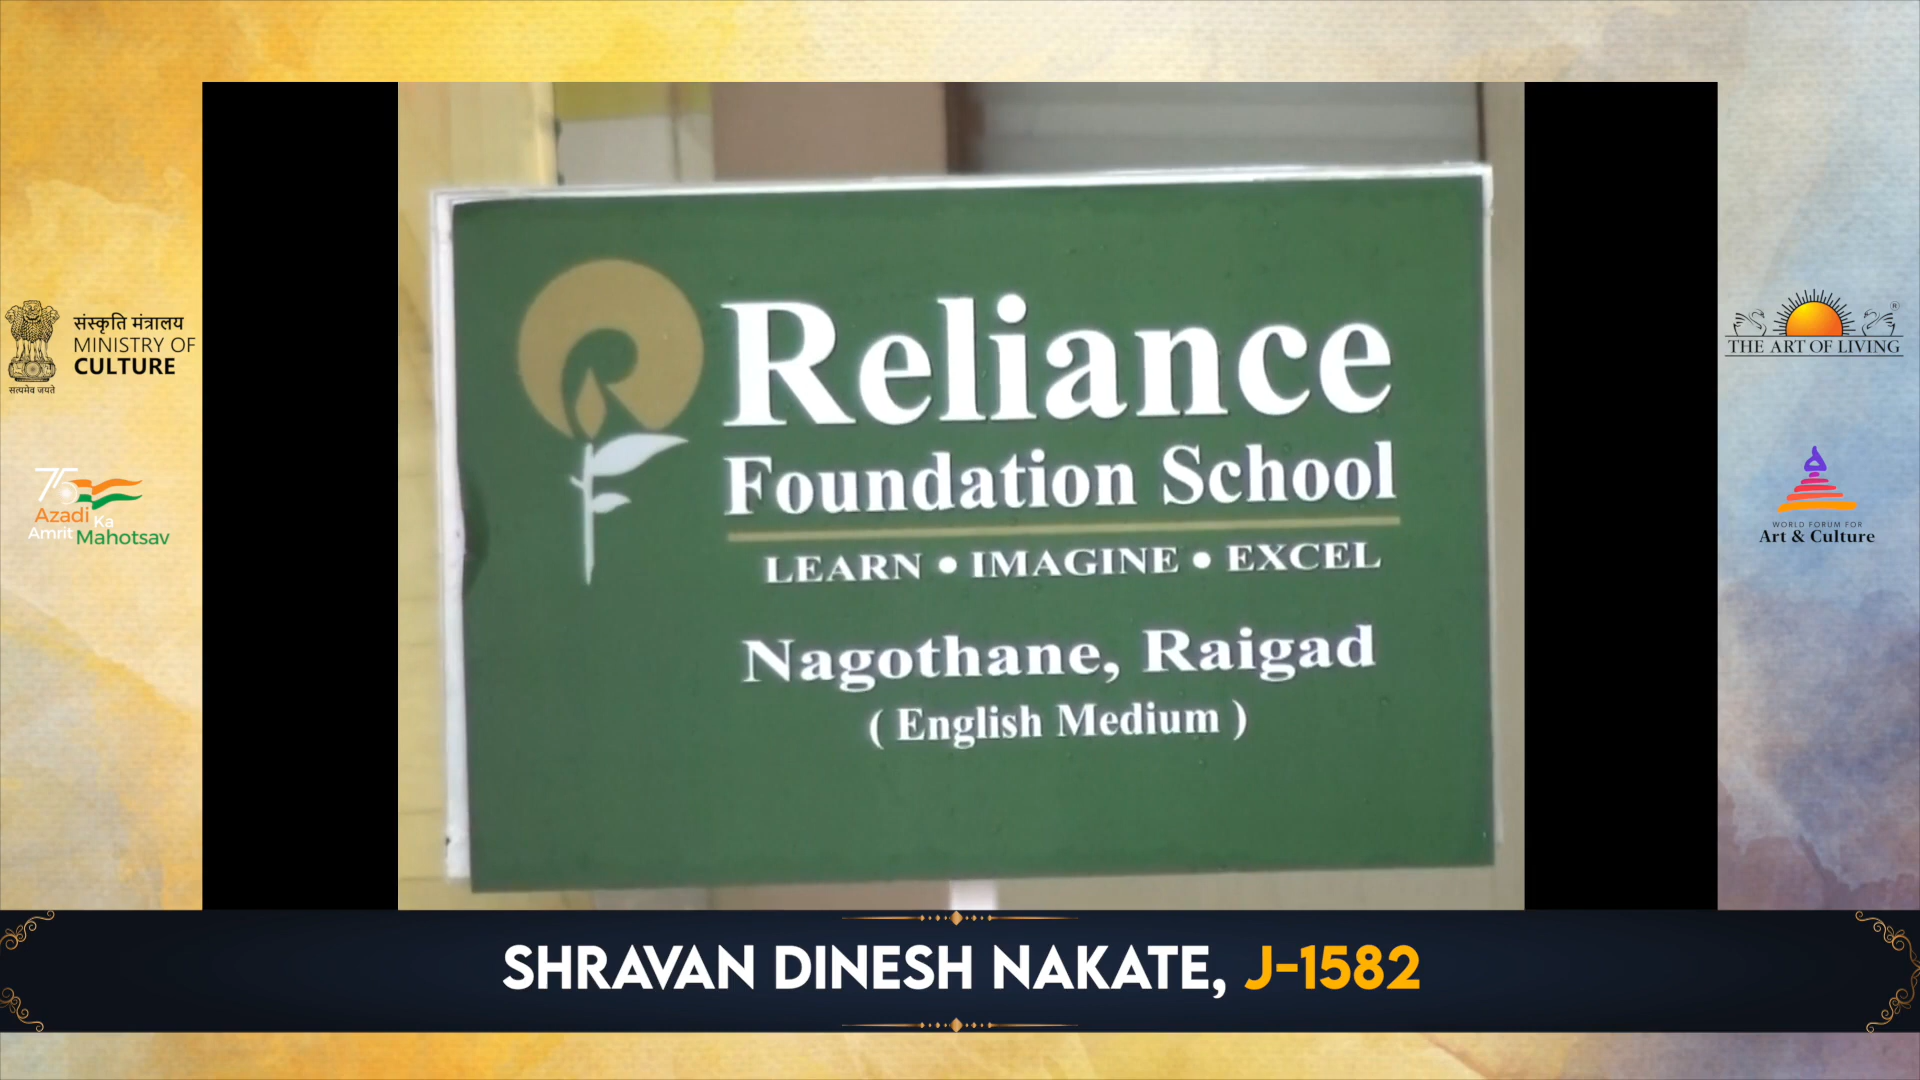 संस्कृति मंत्रालय
MINISTRY OF
CULTURE
सत्यमेव जयते
75
Azadi Ka
Amrit Mahotsav
Reliance
Foundation School
LEARN • IMAGINE • EXCEL
Nagothane, Raigad
( English Medium )
®
THE ART OF LIVING
WORLD FORUM FOR
Art & Culture
SHRAVAN DINESH NAKATE, J-1582